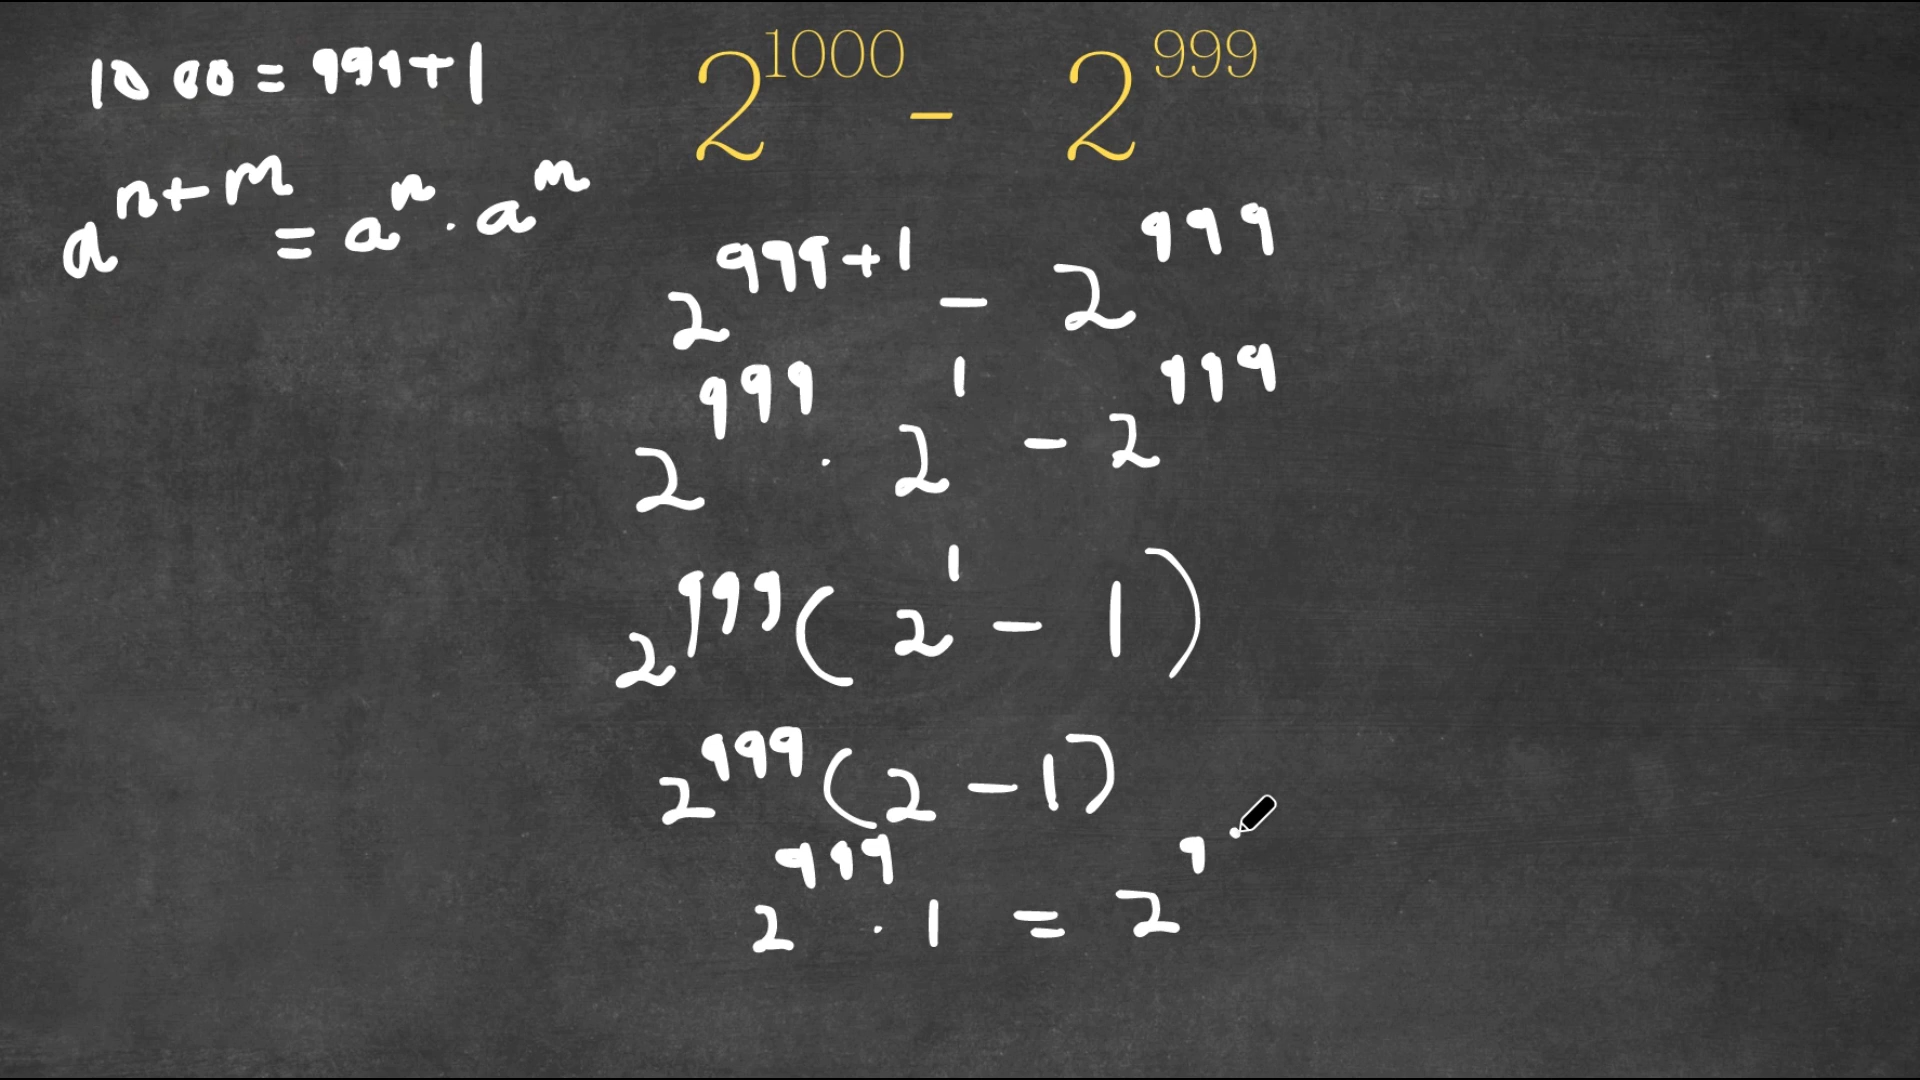 2^1000 - 2^999
1000 = 999+1
a^n+m = a^n · a^m
2^999+1 - 2^999
2^999 · 2^1 - 2^999
2^999 (2^1 - 1)
2^999 (2 - 1)
2^999 · 1 = 2^9